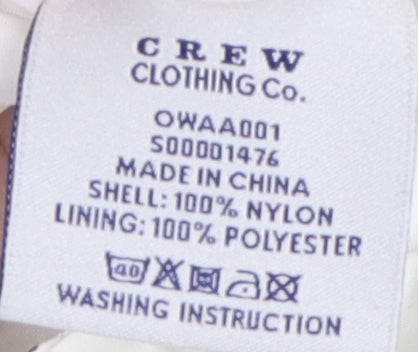 CREW
CLOTHING Co.
OWAA001
S00001476
MADE IN CHINA
SHELL: 100% NYLON
LINING: 100% POLYESTER
40
WASHING INSTRUCTION